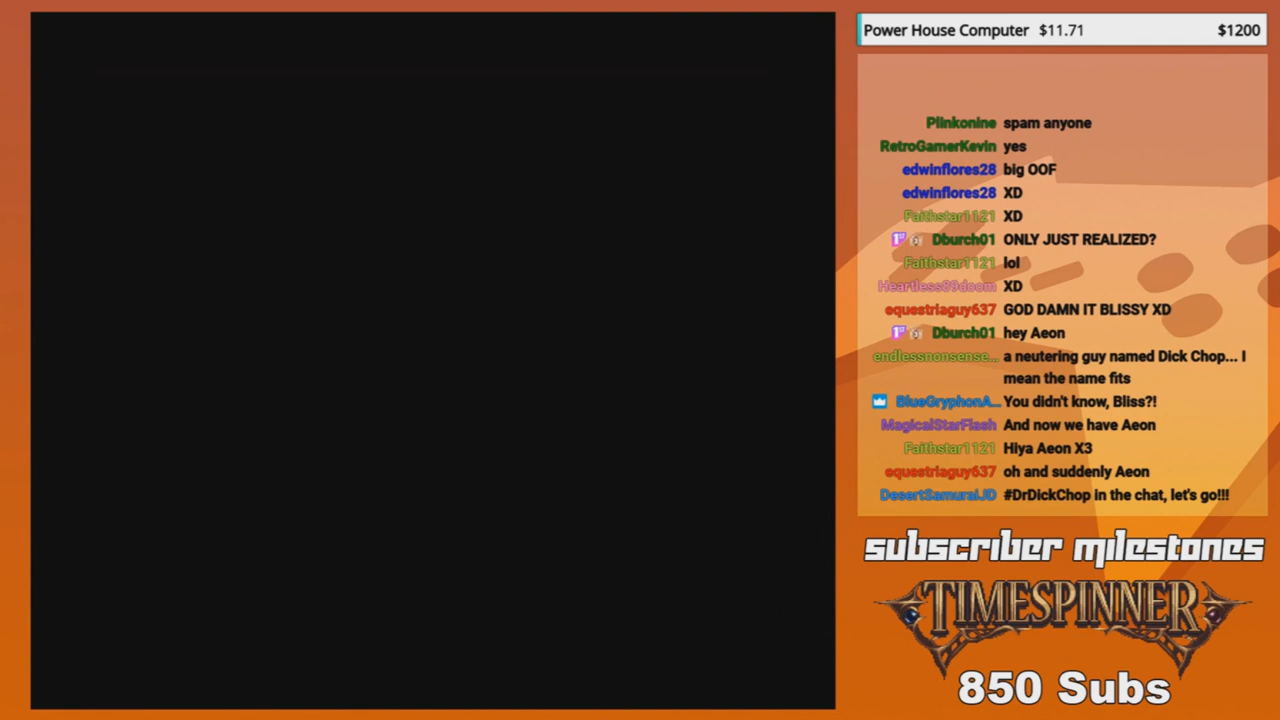 Power House Computer $11.71 $1200
Plinkonine spam anyone
RetroGamerKevin yes
edwinflores28 big OOF
edwinflores28 XD
Faithstar1121 XD
Dburch01 ONLY JUST REALIZED?
Faithstar1121 lol
Heartless89doom XD
equestriaguy637 GOD DAMN IT BLISSY XD
Dburch01 hey Aeon
endlessnonsense... a neutering guy named Dick Chop... I
mean the name fits
BlueGryphonA... You didn't know, Bliss?!
MagicalStarFlash And now we have Aeon
Faithstar1121 Hiya Aeon X3
equestriaguy637 oh and suddenly Aeon
DesertSamuraiJD #DrDickChop in the chat, let's go!!!
subscriber milestones
TIMESPINNER
850 Subs